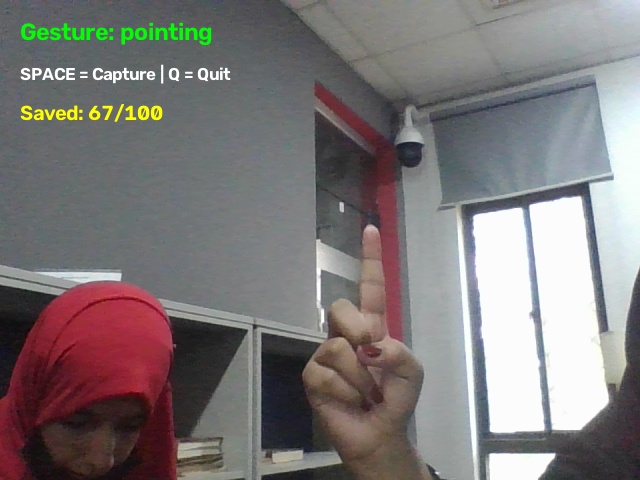 Gesture: pointing
SPACE = Capture | Q = Quit
Saved: 67/100